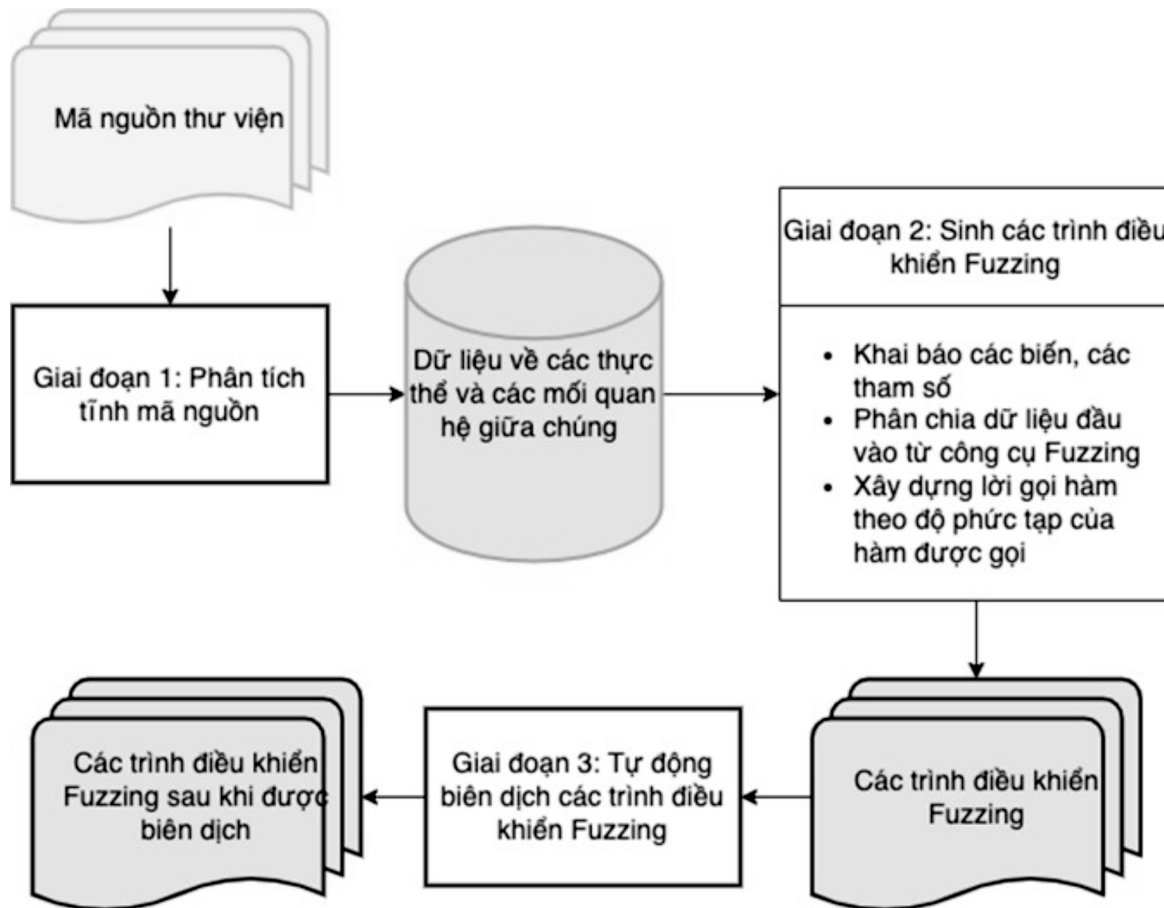 Mã nguồn thư viện
Giai đoạn 1: Phân tích
tĩnh mã nguồn
Dữ liệu về các thực
thể và các mối quan
hệ giữa chúng
Giai đoạn 2: Sinh các trình điều
khiển Fuzzing
• Khai báo các biến, các
tham số
• Phân chia dữ liệu đầu
vào từ công cụ Fuzzing
• Xây dựng lời gọi hàm
theo độ phức tạp của
hàm được gọi
Các trình điều khiển
Fuzzing
Giai đoạn 3: Tự động
biên dịch các trình điều
khiển Fuzzing
Các trình điều khiển
Fuzzing sau khi được
biên dịch